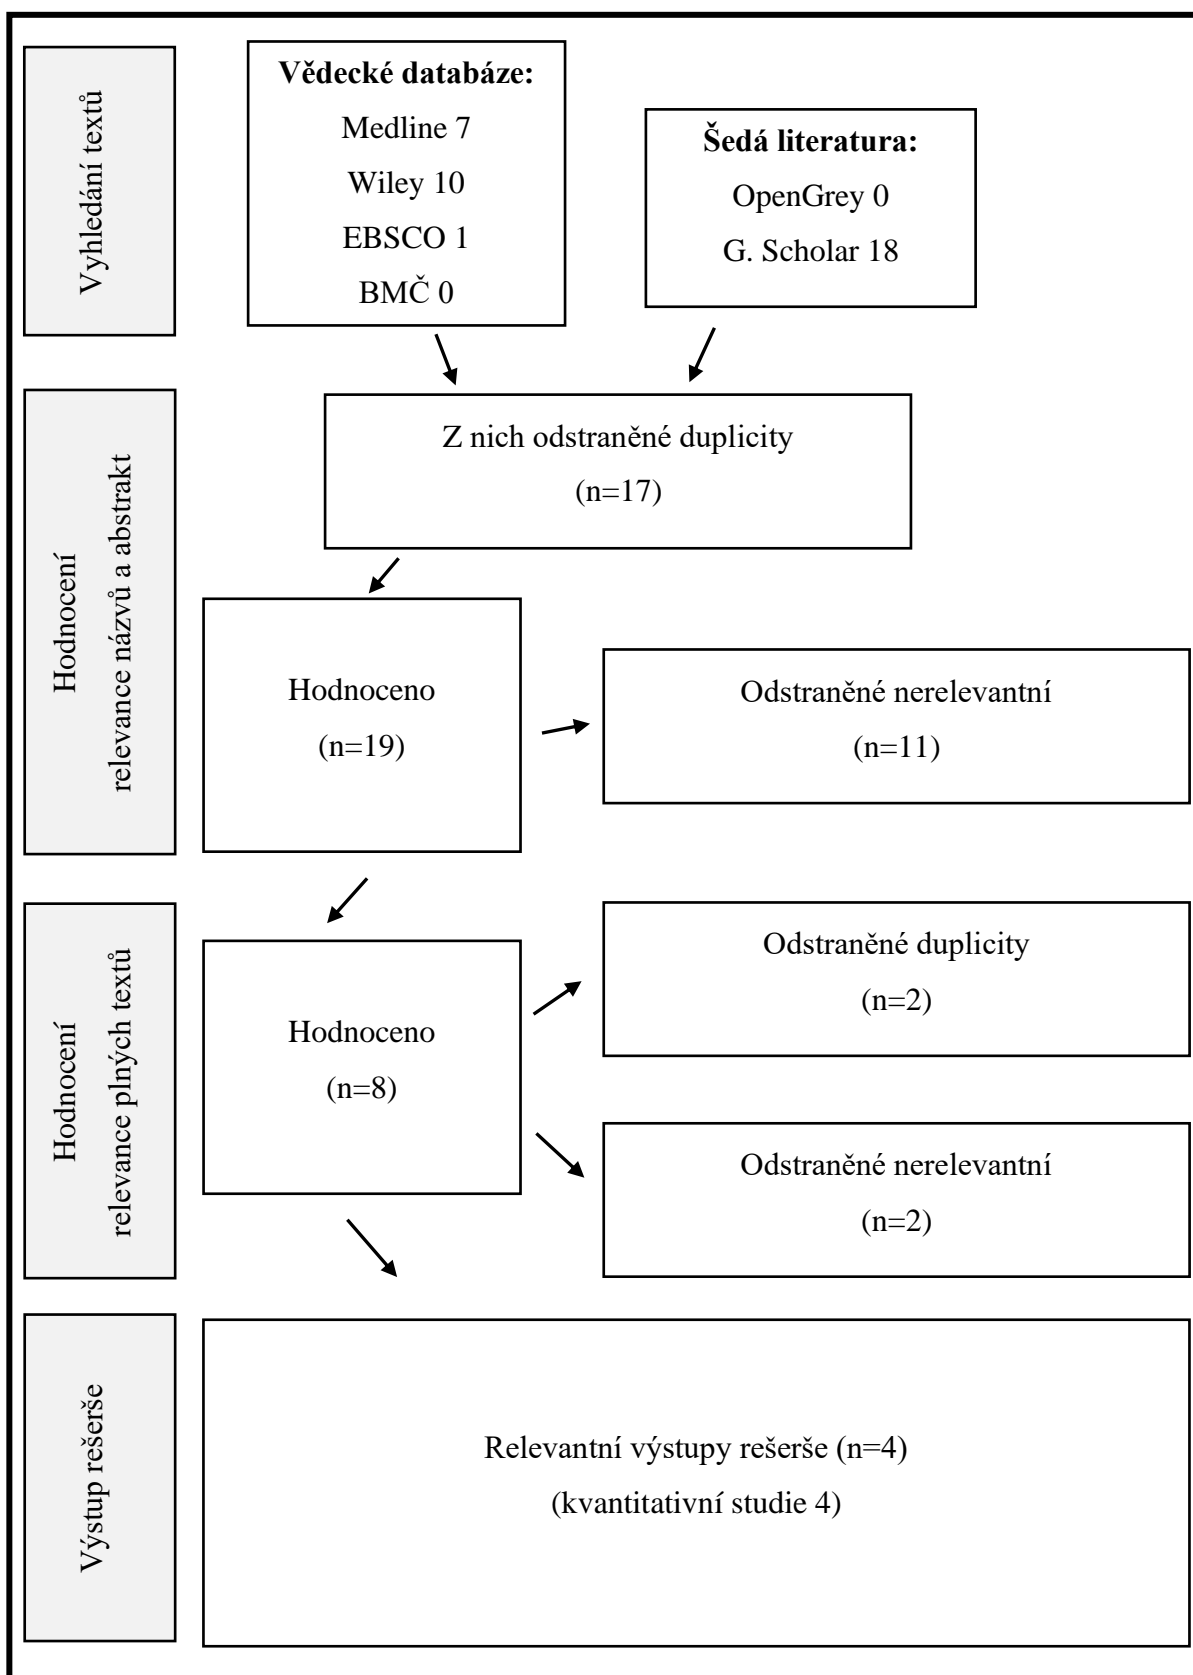 Vyhledání textů
Vědecké databáze:
Medline 7
Wiley 10
EBSCO 1
BMČ 0
Šedá literatura:
OpenGrey 0
G. Scholar 18
Hodnocení
relevance názvů a abstrakt
Z nich odstraněné duplicity
(n=17)
Hodnoceno
(n=19)
Odstraněné nerelevantní
(n=11)
Hodnocení
relevance plných textů
Hodnoceno
(n=8)
Odstraněné duplicity
(n=2)
Odstraněné nerelevantní
(n=2)
Výstup rešerše
Relevantní výstupy rešerše (n=4)
(kvantitativní studie 4)